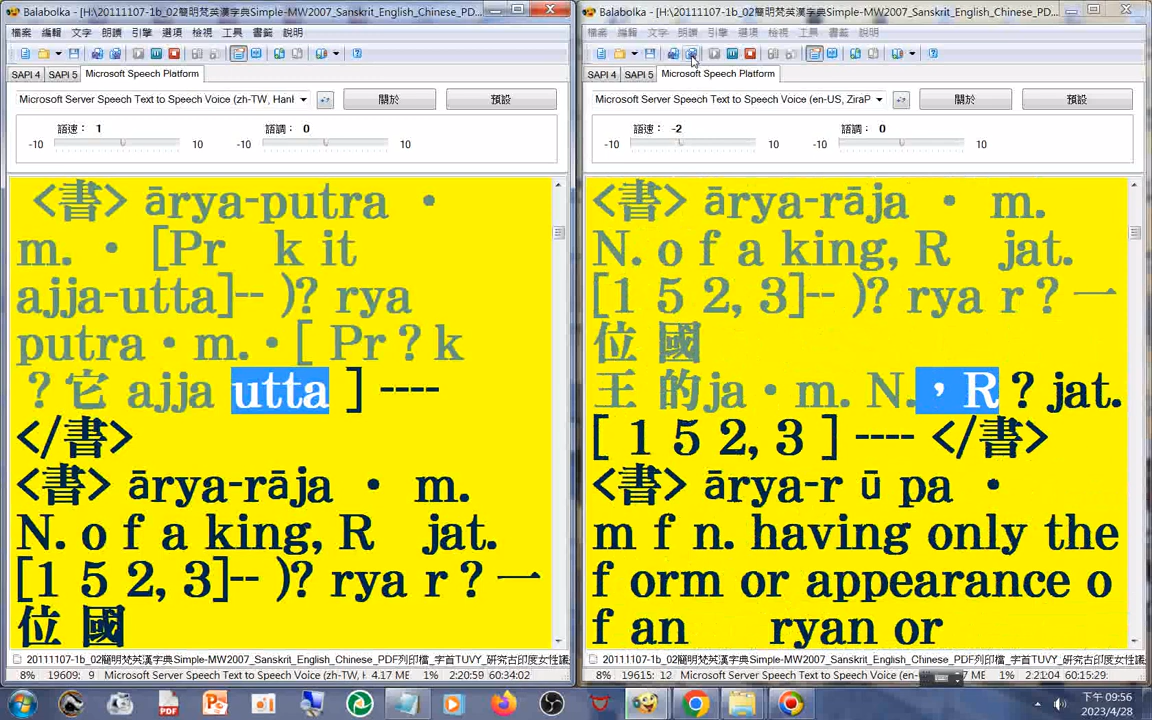 Balabolka - [H:\20111107-1b_02簡明梵英漢字典Simple-MW2007_Sanskrit_English_Chinese_PD...
檔案 編輯 文字 朗讀 引擎 選項 檢視 工具 書籤 說明
SAPI 4 SAPI 5 Microsoft Speech Platform
Microsoft Server Speech Text to Speech Voice (zh-TW, Hanl
關於 預設
語速： 1 語調： 0
-10 10 -10 10
<書> ārya-putra •
m. • [Pr k it
ajja-utta]-- )? rya
putra • m. • [ Pr ? k
? 它 ajja utta ] ----
</書>
<書> ārya-rāja • m.
N. o f a king, R jat.
[1 5 2, 3]-- )? rya r ? 一
位 國
20111107-1b_02簡明梵英漢字典Simple-MW2007_Sanskrit_English_Chinese_PDF列印檔_字首TUVY_研究古印度女性議
8% 19609: 9 Microsoft Server Speech Text to Speech Voice (zh-TW, H 4.17 ME 1% 2:20:59 60:34:02
Balabolka - [H:\20111107-1b_02簡明梵英漢字典Simple-MW2007_Sanskrit_English_Chinese_PD...
檔案 編輯 文字 朗讀 引擎 選項 檢視 工具 書籤 說明
SAPI 4 SAPI 5 Microsoft Speech Platform
Microsoft Server Speech Text to Speech Voice (en-US, ZiraP
關於 預設
語速： -2 語調： 0
-10 10 -10 10
<書> ārya-rāja • m.
N. o f a king, R jat.
[1 5 2, 3]-- )? rya r ? 一
位 國
王 的ja • m. N. ，R ? jat.
[ 1 5 2, 3 ] ---- </書>
<書> ārya-r ū pa •
m f n. having only the
f orm or appearance o
f an ryan or
20111107-1b_02簡明梵英漢字典Simple-MW2007_Sanskrit_English_Chinese_PDF列印檔_字首TUVY_研究古印度女性議
8% 19615: 12 Microsoft Server Speech Text to Speech Voice (en- 1% 2:21:04 60:15:29
下午 09:56
2023/4/28